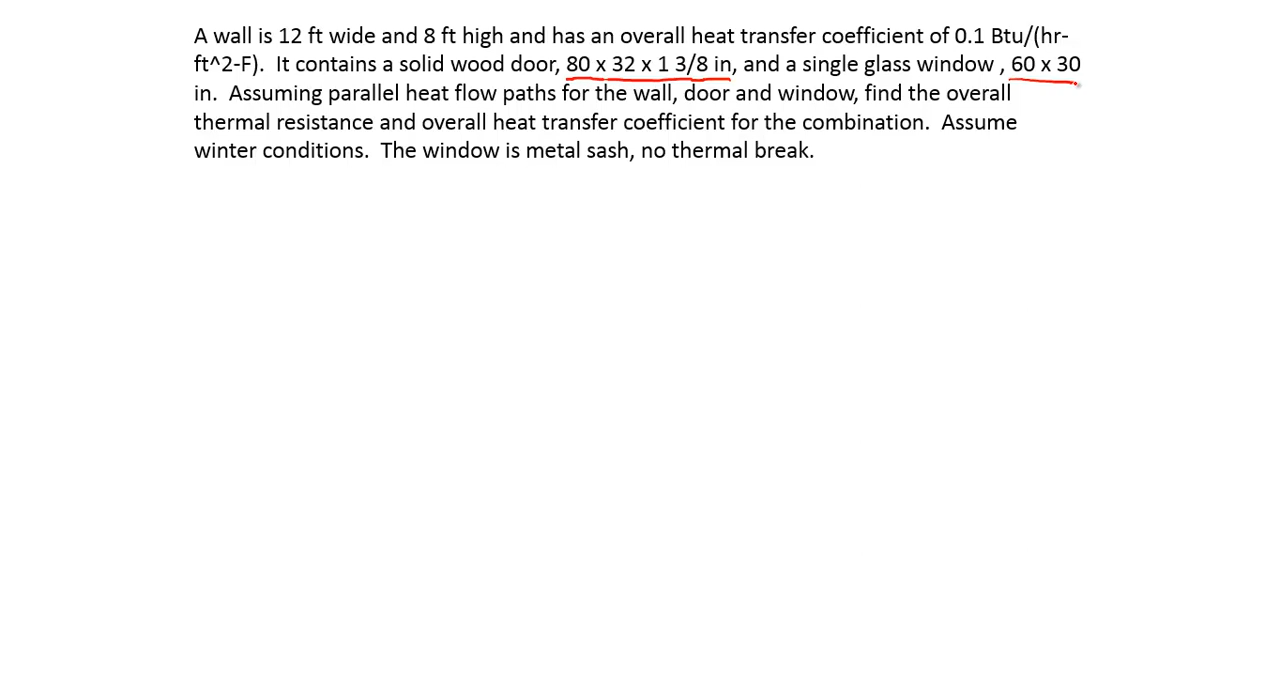 A wall is 12 ft wide and 8 ft high and has an overall heat transfer coefficient of 0.1 Btu/(hr-
ft^2-F).  It contains a solid wood door, 80 x 32 x 1 3/8 in, and a single glass window , 60 x 30
in.  Assuming parallel heat flow paths for the wall, door and window, find the overall
thermal resistance and overall heat transfer coefficient for the combination.  Assume
winter conditions.  The window is metal sash, no thermal break.